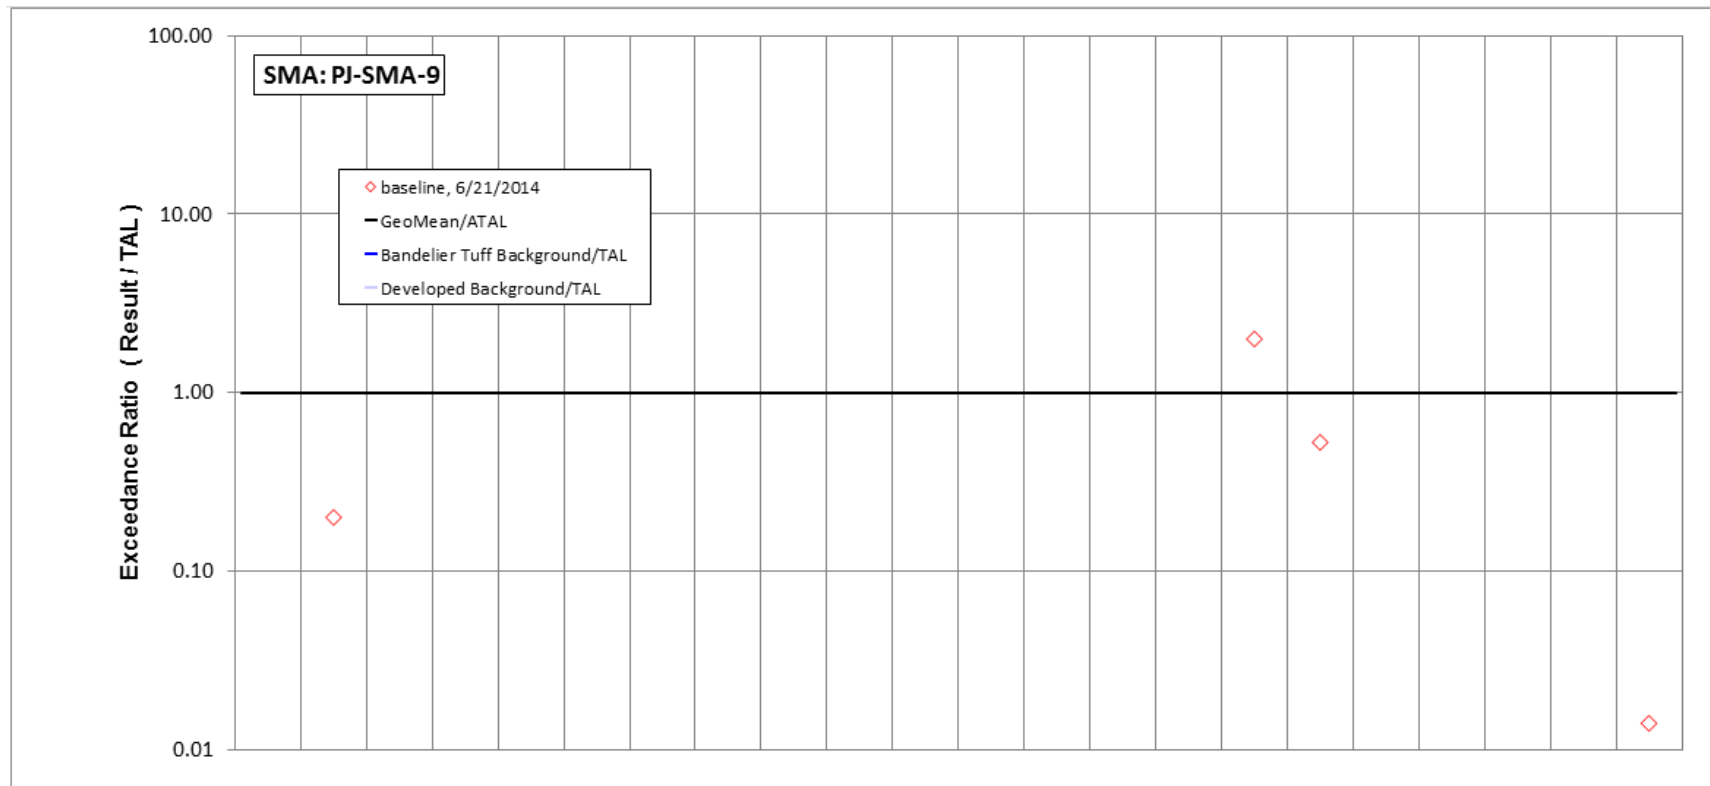 100.00
SMA: PJ-SMA-9
baseline, 6/21/2014
GeoMean/ATAL
Bandelier Tuff Background/TAL
Developed Background/TAL
10.00
1.00
0.10
0.01
Exceedance Ratio ( Result / TAL )